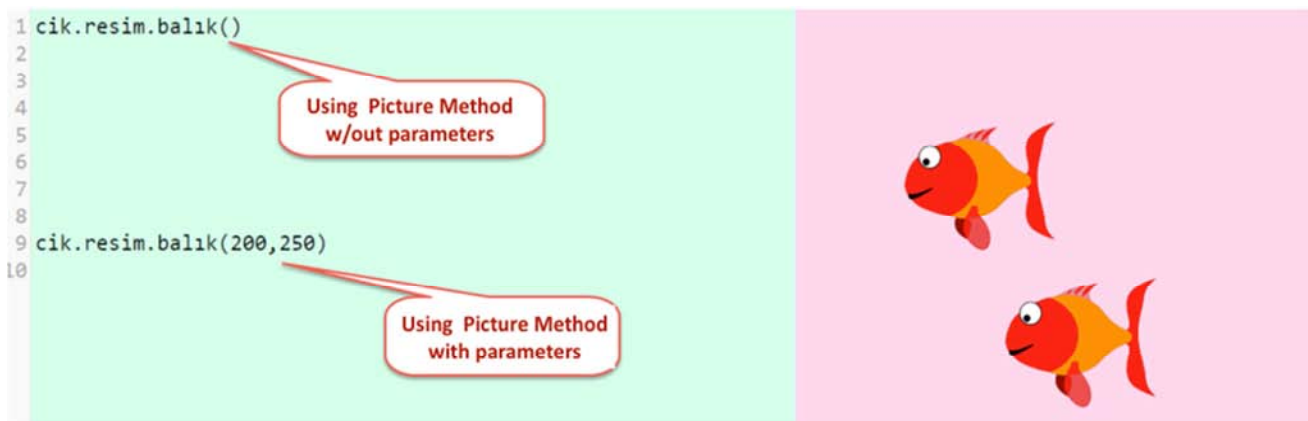 1 cik.resim.balık()
2
3
Using Picture Method
4
w/out parameters
5
6
7
8
9 cik.resim.balık(200,250)
10
Using Picture Method
with parameters